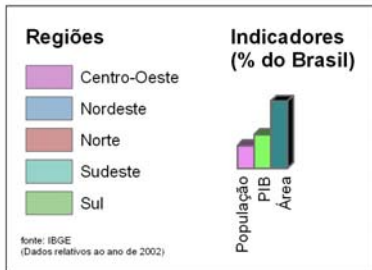 Regiões
Centro-Oeste
Nordeste
Norte
Sudeste
Sul
fonte: IBGE
(Dados relativos ao ano de 2002)
Indicadores
(% do Brasil)
População
PIB
Área